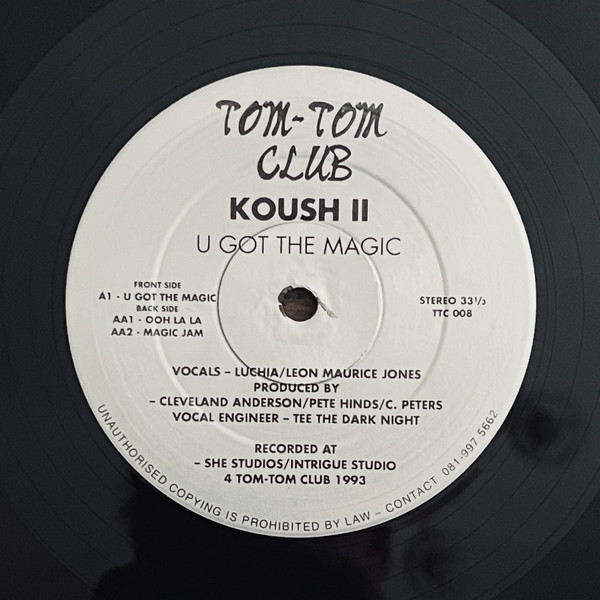 TOM-TOM
CLUB
KOUSH II
U GOT THE MAGIC
FRONT SIDE
A1 - U GOT THE MAGIC
BACK SIDE
AA1 - OOH LA LA
AA2 - MAGIC JAM
STEREO 33 1/3
TTC 008
VOCALS – LUCHIA/LEON MAURICE JONES
PRODUCED BY
– CLEVELAND ANDERSON/PETE HINDS/C. PETERS
VOCAL ENGINEER – TEE THE DARK NIGHT
RECORDED AT
– SHE STUDIOS/INTRIGUE STUDIO
4 TOM-TOM CLUB 1993
UNAUTHORISED COPYING IS PROHIBITED BY LAW – CONTACT 081-997 5662